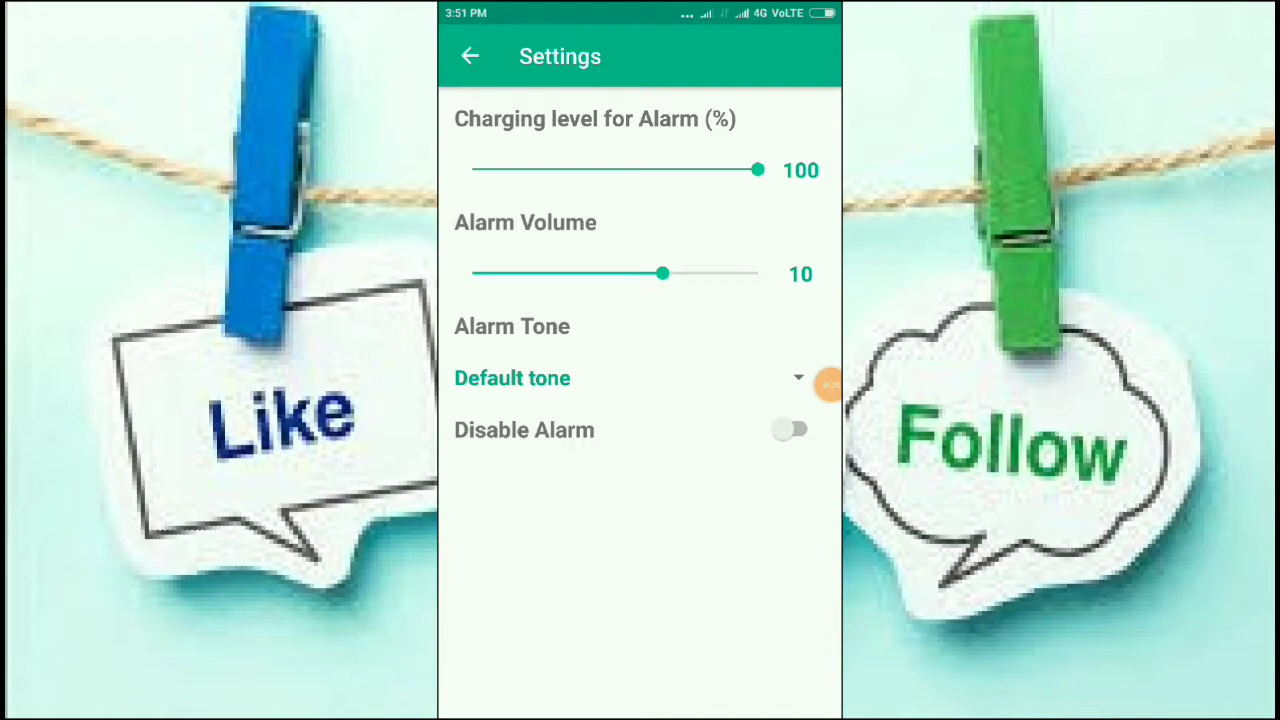 3:51 PM
4G VoLTE
Settings
Charging level for Alarm (%)
100
Alarm Volume
10
Alarm Tone
Default tone
Disable Alarm
Like
Follow